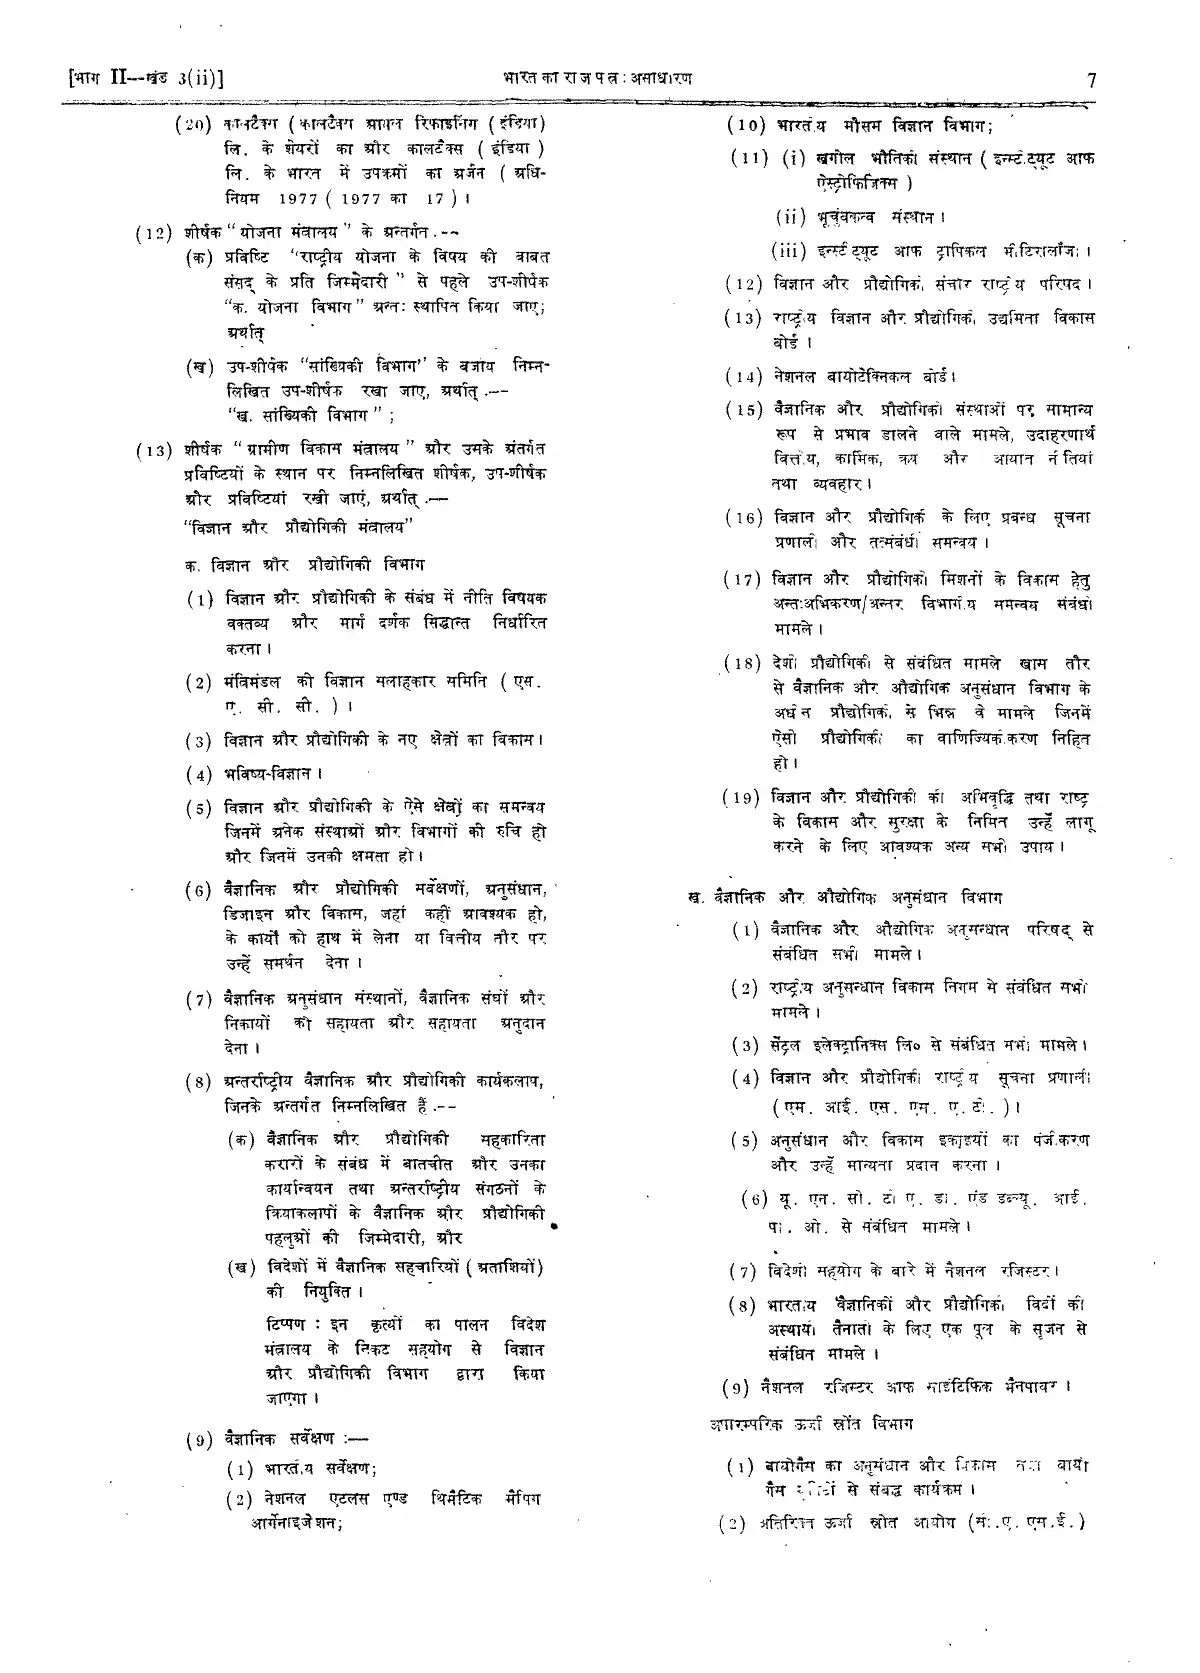 [भाग II—खंड 3(ii)]
भारत का राजपत्र : असाधारण
7
(20) कालटैक्स (कालटैक्स आयल रिफाइनिंग (इंडिया)
लि. के शेयरों का और कालटैक्स (इंडिया)
लि. के भारत में उपक्रमों का अर्जन (अधि-
नियम 1977 (1977 का 17)।
(12) शीर्षक "योजना मंत्रालय" के अन्तर्गत.--
(क) प्रविष्टि "राष्ट्रीय योजना के विषय की बाबत
संसद् के प्रति जिम्मेदारी" से पहले उप-शीर्षक
"क. योजना विभाग" अन्तः स्थापित किया जाए;
अर्थात्
(ख) उप-शीर्षक "सांख्यिकी विभाग" के बजाय निम्न-
लिखित उप-शीर्षक रखा जाए, अर्थात् .--
"ख. सांख्यिकी विभाग";
(13) शीर्षक "ग्रामीण विकास मंत्रालय" और उसके अंतर्गत
प्रविष्टियों के स्थान पर निम्नलिखित शीर्षक, उप-शीर्षक
और प्रविष्टियां रखी जाएं, अर्थात् .—
"विज्ञान और प्रौद्योगिकी मंत्रालय"
क. विज्ञान और प्रौद्योगिकी विभाग
(1) विज्ञान और प्रौद्योगिकी के संबंध में नीति विषयक
वक्तव्य और मार्ग दर्शक सिद्धान्त निर्धारित
करना।
(2) मंत्रिमंडल की विज्ञान सलाहकार समिति (एस.
ए. सी. सी.)।
(3) विज्ञान और प्रौद्योगिकी के नए क्षेत्रों का विकास।
(4) भविष्य-विज्ञान।
(5) विज्ञान और प्रौद्योगिकी के ऐसे क्षेत्रों का समन्वय
जिनमें अनेक संस्थाओं और विभागों की रुचि हो
और जिनमें उनकी क्षमता हो।
(6) वैज्ञानिक और प्रौद्योगिकी सर्वेक्षणों, अनुसंधान,
डिजाइन और विकास, जहां कहीं आवश्यक हो,
के कार्यों को हाथ में लेना या वित्तीय तौर पर
उन्हें समर्थन देना।
(7) वैज्ञानिक अनुसंधान संस्थानों, वैज्ञानिक संघों और
निकायों को सहायता और सहायता अनुदान
देना।
(8) अन्तर्राष्ट्रीय वैज्ञानिक और प्रौद्योगिकी कार्यकलाप,
जिनके अन्तर्गत निम्नलिखित हैं .--
(क) वैज्ञानिक और प्रौद्योगिकी सहकारिता
करारों के संबंध में बातचीत और उनका
कार्यान्वयन तथा अन्तर्राष्ट्रीय संगठनों के
क्रियाकलापों के वैज्ञानिक और प्रौद्योगिकी
पहलुओं की जिम्मेदारी, और
(ख) विदेशों में वैज्ञानिक सहचारियों (अताशियों)
की नियुक्ति।
टिप्पण : इन कृत्यों का पालन विदेश
मंत्रालय के निकट सहयोग से विज्ञान
और प्रौद्योगिकी विभाग द्वारा किया
जाएगा।
(9) वैज्ञानिक सर्वेक्षण :—
(1) भारतीय सर्वेक्षण;
(2) नेशनल एटलस एण्ड थिमैटिक मैपिंग
आर्गेनाइजेशन;
(10) भारतीय मौसम विज्ञान विभाग;
(11) (i) खगोल भौतिकी संस्थान (इन्स्टीट्यूट आफ
ऐस्ट्रोफिजिक्स)
(ii) भूचुंबकत्व संस्थान।
(iii) इन्स्टीट्यूट आफ ट्रापिकल मीटिरालॉजी।
(12) विज्ञान और प्रौद्योगिकी संचार राष्ट्रीय परिषद।
(13) राष्ट्रीय विज्ञान और प्रौद्योगिकी उद्यमिता विकास
बोर्ड।
(14) नेशनल बायोटेक्निकल बोर्ड।
(15) वैज्ञानिक और प्रौद्योगिकी संस्थाओं पर सामान्य
रूप से प्रभाव डालने वाले मामले, उदाहरणार्थ
वित्तीय, कार्मिक, क्रय और आयात नीतियां
तथा व्यवहार।
(16) विज्ञान और प्रौद्योगिकी के लिए प्रबन्ध सूचना
प्रणाली और तत्संबंधी समन्वय।
(17) विज्ञान और प्रौद्योगिकी मिशनों के विकास हेतु
अन्तःअभिकरण/अन्तर विभागीय समन्वय संबंधी
मामले।
(18) देशी प्रौद्योगिकी से संबंधित मामले खास तौर
से वैज्ञानिक और औद्योगिक अनुसंधान विभाग के
अधीन प्रौद्योगिकी से भिन्न वे मामले जिनमें
ऐसी प्रौद्योगिकी का वाणिज्यिकीकरण निहित
हो।
(19) विज्ञान और प्रौद्योगिकी की अभिवृद्धि तथा राष्ट्र
के विकास और सुरक्षा के निमित उन्हें लागू
करने के लिए आवश्यक अन्य सभी उपाय।
ख. वैज्ञानिक और औद्योगिक अनुसंधान विभाग
(1) वैज्ञानिक और औद्योगिक अनुसन्धान परिषद् से
संबंधित सभी मामले।
(2) राष्ट्रीय अनुसन्धान विकास निगम से संबंधित सभी
मामले।
(3) सेंट्रल इलेक्ट्रानिक्स लि० से संबंधित सभी मामले।
(4) विज्ञान और प्रौद्योगिकी राष्ट्रीय सूचना प्रणाली
(एम. आई. एस. एम. ए. टी.)।
(5) अनुसंधान और विकास इकाइयों का पंजीकरण
और उन्हें मान्यता प्रदान करना।
(6) यू. एन. सी. टी ए. डी. एंड डब्ल्यू. आई.
पी. ओ. से संबंधित मामले।
(7) विदेशी सहयोग के बारे में नैशनल रजिस्टर।
(8) भारतीय वैज्ञानिकों और प्रौद्योगिकी विदों की
अस्थायी तैनाती के लिए एक पूल के सृजन से
संबंधित मामले।
(9) नैशनल रजिस्टर आफ साइंटिफिक मैनपावर।
अपारम्परिक ऊर्जा स्रोत विभाग
(1) बायोगैस का अनुसंधान और विकास तथा बायो
गैस से संबद्ध कार्यक्रम।
(2) अतिरिक्त ऊर्जा स्रोत आयोग (सी.ए. एस.ई.)